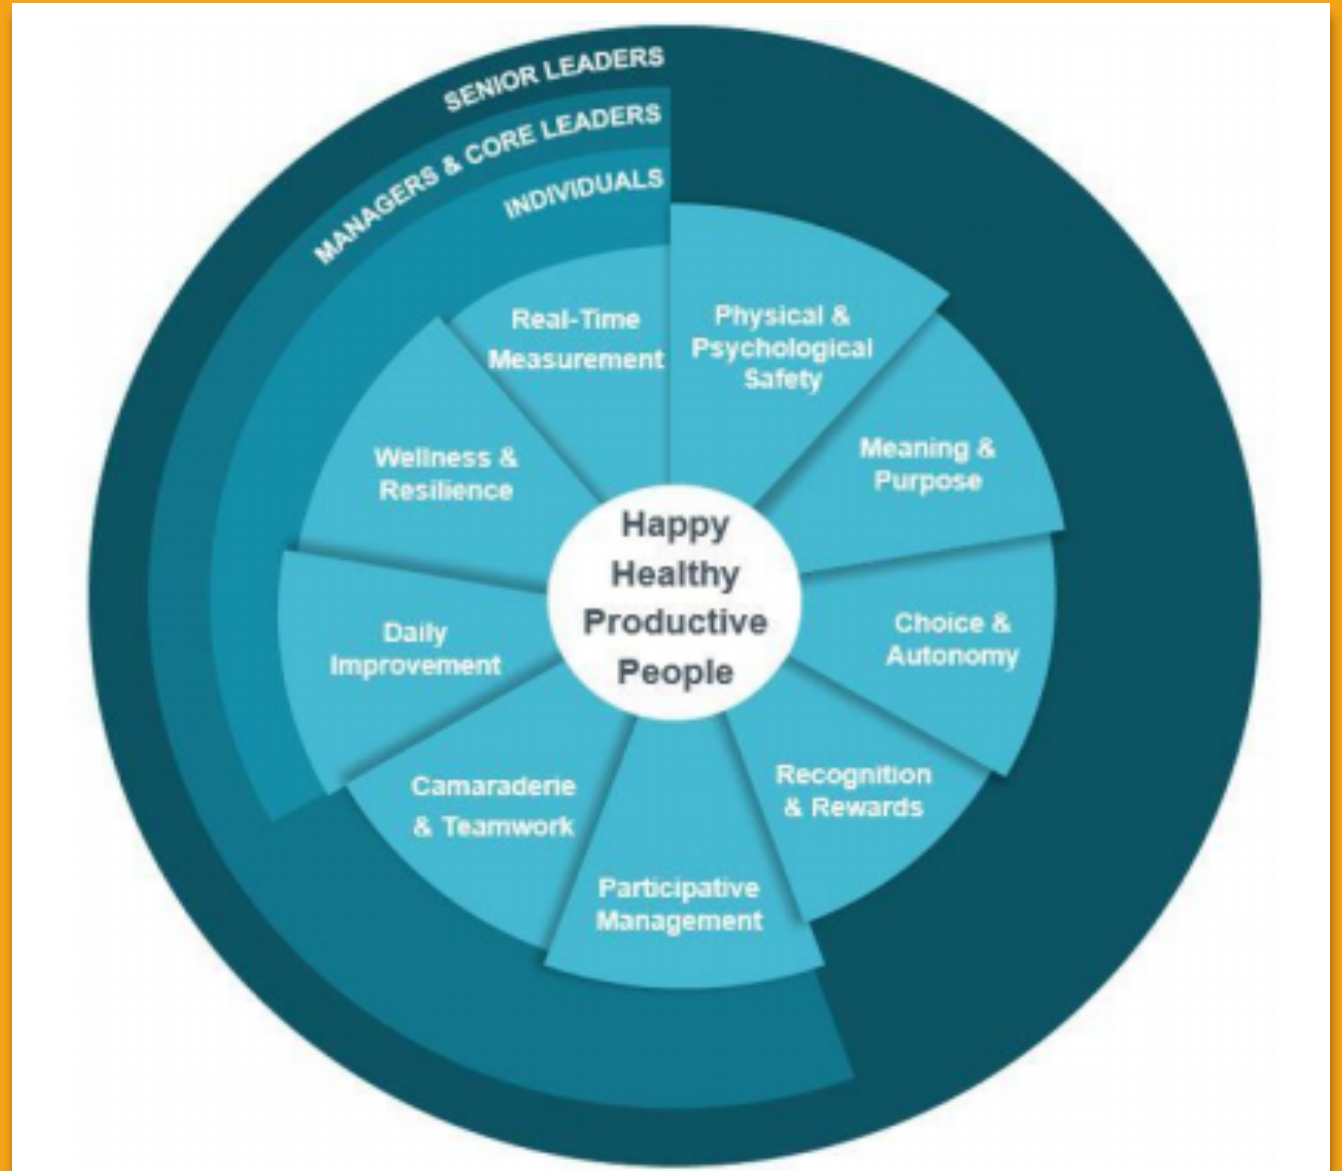 SENIOR LEADERS
MANAGERS & CORE LEADERS
INDIVIDUALS
Real-Time
Measurement
Physical &
Psychological
Safety
Meaning &
Purpose
Choice &
Autonomy
Recognition
& Rewards
Participative
Management
Camaraderie
& Teamwork
Daily
Improvement
Wellness &
Resilience
Happy
Healthy
Productive
People